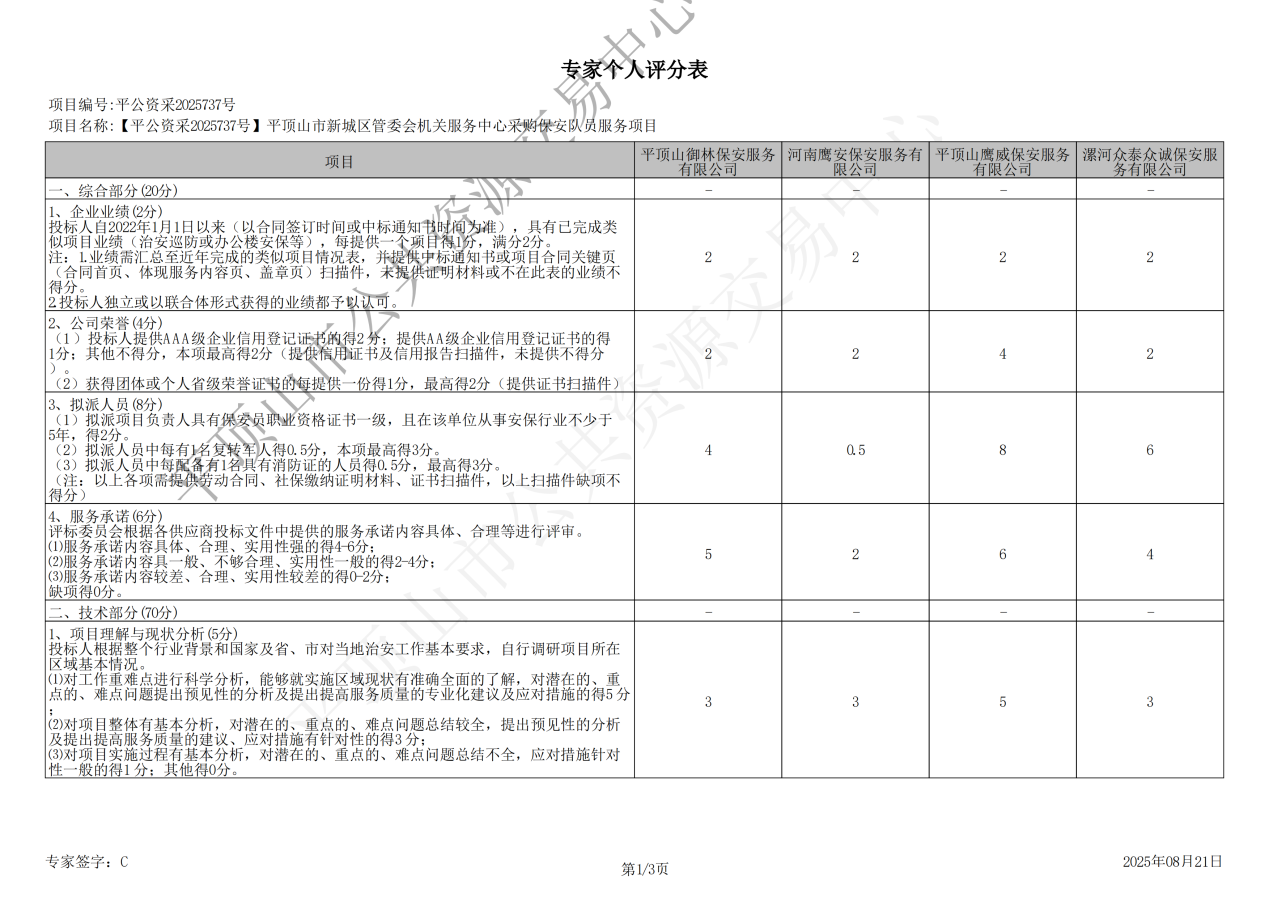 专家个人评分表
项目编号:平公资采2025737号
项目名称:【平公资采2025737号】平顶山市新城区管委会机关服务中心采购保安队员服务项目
项目 平顶山御林保安服务有限公司 河南鹰安保安服务有限公司 平顶山鹰威保安服务有限公司 漯河众泰众诚保安服务有限公司
一、综合部分(20分) - - - -
1、企业业绩(2分)
投标人自2022年1月1日以来（以合同签订时间或中标通知书时间为准），具有已完成类
似项目业绩（治安巡防或办公楼安保等），每提供一个项目得1分，满分2分。
注：1.业绩需汇总至近年完成的类似项目情况表，并提供中标通知书或项目合同关键页
（合同首页、体现服务内容页、盖章页）扫描件，未提供证明材料或不在此表的业绩不
得分。
2.投标人独立或以联合体形式获得的业绩都予以认可。
2 2 2 2
2、公司荣誉(4分)
（1）投标人提供AAA级企业信用登记证书的得2分；提供AA级企业信用登记证书的得
1分；其他不得分，本项最高得2分（提供信用证书及信用报告扫描件，未提供不得分
）。
（2）获得团体或个人省级荣誉证书的每提供一份得1分，最高得2分（提供证书扫描件）
2 2 4 2
3、拟派人员(8分)
（1）拟派项目负责人具有保安员职业资格证书一级，且在该单位从事安保行业不少于
5年，得2分。
（2）拟派人员中每有1名复转军人得0.5分，本项最高得3分。
（3）拟派人员中每配备有1名具有消防证的人员得0.5分，最高得3分。
（注：以上各项需提供劳动合同、社保缴纳证明材料、证书扫描件，以上扫描件缺项不
得分）
4 0.5 8 6
4、服务承诺(6分)
评标委员会根据各供应商投标文件中提供的服务承诺内容具体、合理等进行评审。
⑴服务承诺内容具体、合理、实用性强的得4-6分；
⑵服务承诺内容具一般、不够合理、实用性一般的得2-4分；
⑶服务承诺内容较差、合理、实用性较差的得0-2分；
缺项得0分。
5 2 6 4
二、技术部分(70分) - - - -
1、项目理解与现状分析(5分)
投标人根据整个行业背景和国家及省、市对当地治安工作基本要求，自行调研项目所在
区域基本情况。
⑴对工作重难点进行科学分析，能够就实施区域现状有准确全面的了解，对潜在的、重
点的、难点问题提出预见性的分析及提出提高服务质量的专业化建议及应对措施的得5分
；
⑵对项目整体有基本分析，对潜在的、重点的、难点问题总结较全，提出预见性的分析
及提出提高服务质量的建议、应对措施有针对性的得3分；
⑶对项目实施过程有基本分析，对潜在的、重点的、难点问题总结不全，应对措施针对
性一般的得1分；其他得0分。
3 3 5 3
平顶山市公共资源交易中心
平顶山市公共资源交易中心
专家签字：C
第1/3页
2025年08月21日